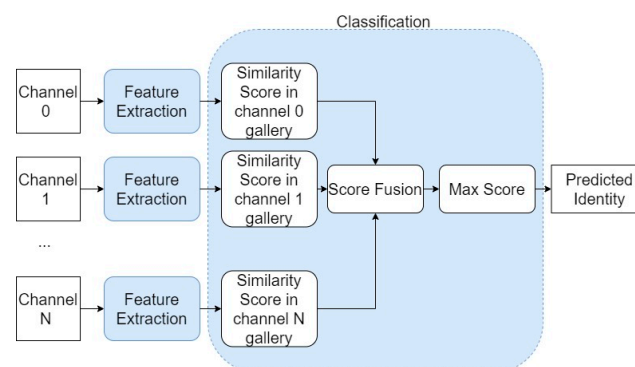 Classification
Channel
0
Feature
Extraction
Similarity
Score in
channel 0
gallery
Channel
1
Feature
Extraction
Similarity
Score in
channel 1
gallery
Score Fusion
Max Score
Predicted
Identity
...
Channel
N
Feature
Extraction
Similarity
Score in
channel N
gallery